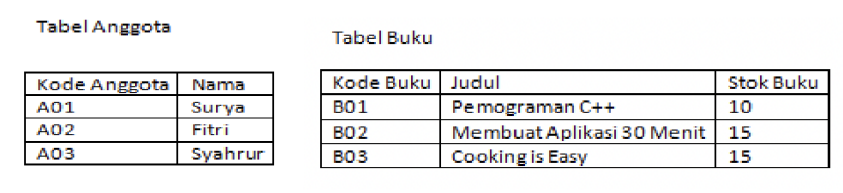 Tabel Anggota
Kode Anggota Nama
A01 Surya
A02 Fitri
A03 Syahrur
Tabel Buku
Kode Buku Judul Stok Buku
B01 Pemograman C++ 10
B02 Membuat Aplikasi 30 Menit 15
B03 Cooking is Easy 15